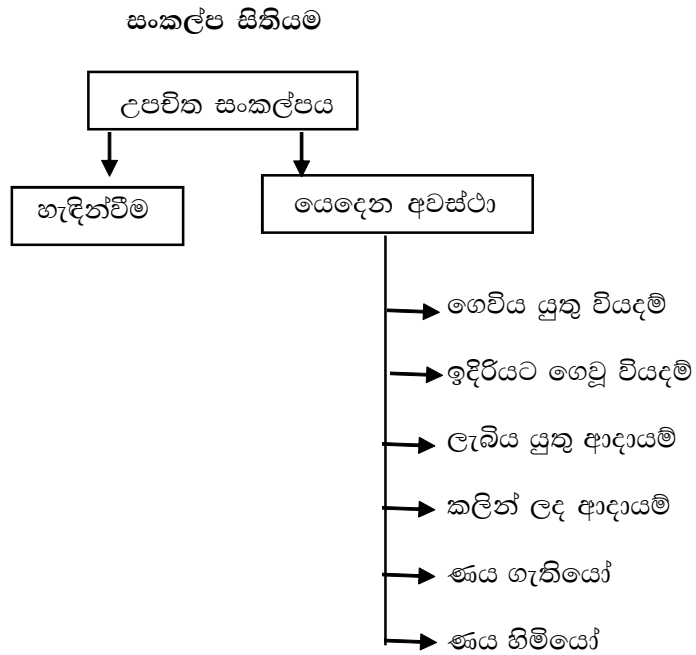 සංකල්ප සිතියම
උපචිත සංකල්පය
හැඳින්වීම
යෙදෙන අවස්ථා
ගෙවිය යුතු වියදම්
ඉදිරියට ගෙවූ වියදම්
ලැබිය යුතු ආදායම්
කලින් ලද ආදායම්
ණය ගැතියෝ
ණය හිමියෝ